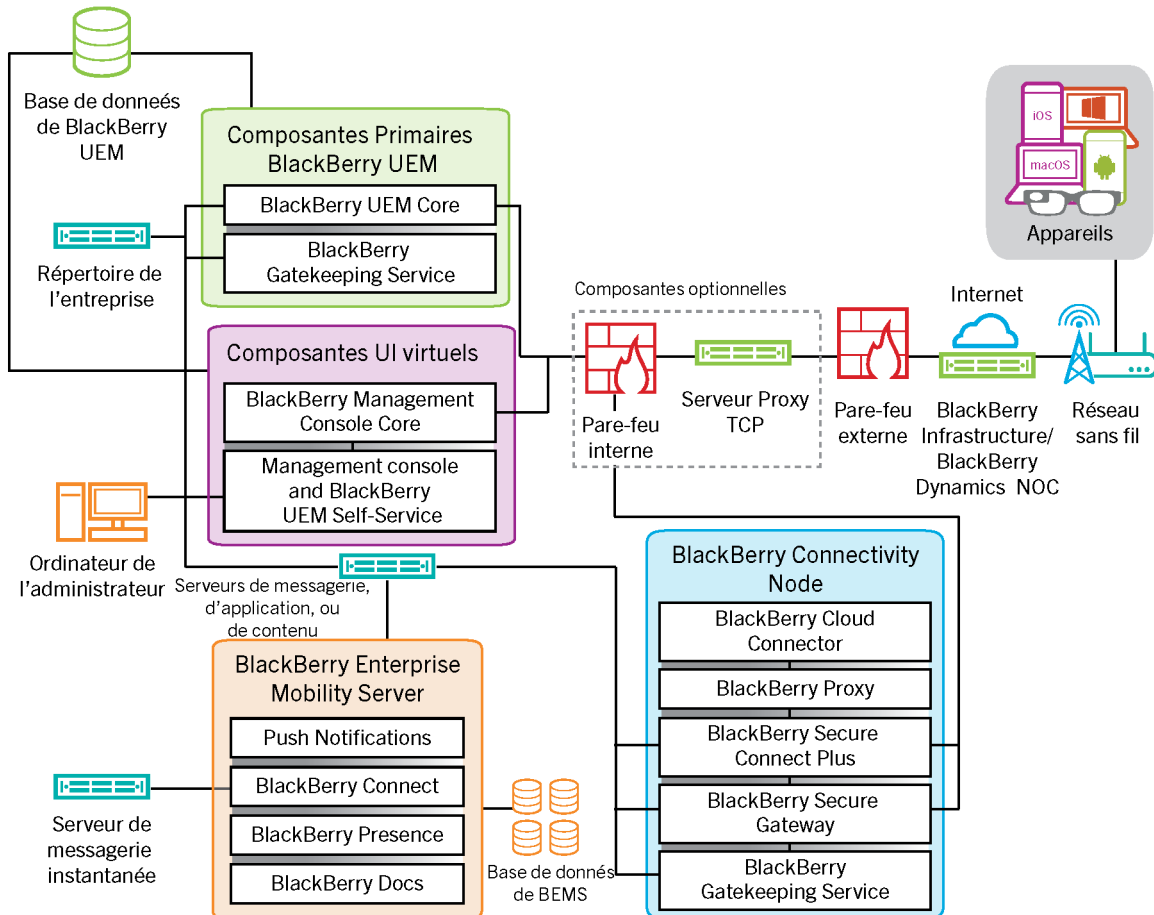 Base de donneés
de BlackBerry
UEM
Composantes Primaires
BlackBerry UEM
BlackBerry UEM Core
BlackBerry
Gatekeeping Service
Répertoire de
l'entreprise
Composantes UI virtuels
BlackBerry Management
Console Core
Management console
and BlackBerry
UEM Self-Service
Ordinateur de
l'administrateur
Composantes optionnelles
Pare-feu
interne
Serveur Proxy
TCP
Pare-feu
externe
Internet
BlackBerry
Infrastructure/
BlackBerry
Dynamics NOC
Réseau
sans fil
iOS
macOS
Appareils
Serveurs de messagerie,
d'application, ou
de contenu
BlackBerry Enterprise
Mobility Server
Push Notifications
BlackBerry Connect
BlackBerry Presence
BlackBerry Docs
Serveur de
messagerie
instantanée
Base de donnés
de BEMS
BlackBerry Connectivity
Node
BlackBerry Cloud
Connector
BlackBerry Proxy
BlackBerry Secure
Connect Plus
BlackBerry Secure
Gateway
BlackBerry
Gatekeeping Service